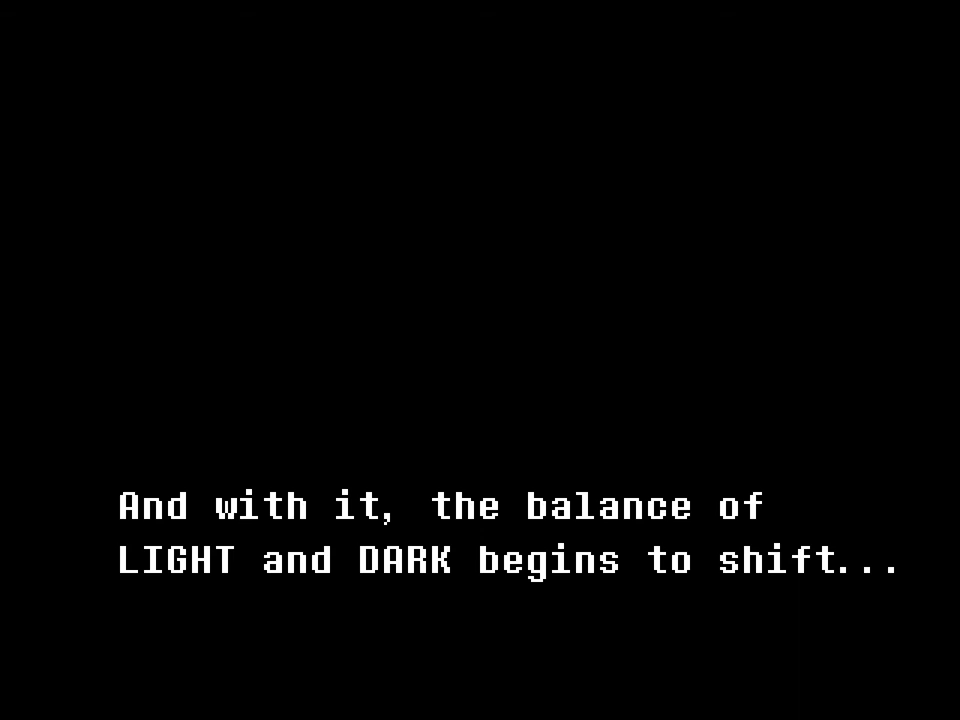 And with it, the balance of
LIGHT and DARK begins to shift...